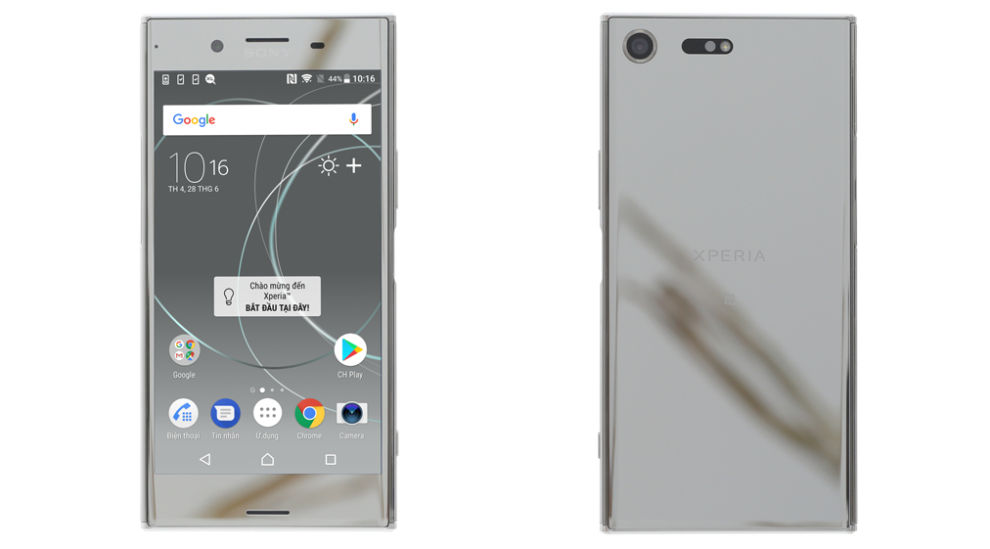 SONY
44% 10:16
Google
10 16
TH 4, 28 THG 6
Chào mừng đến
Xperia™
BẮT ĐẦU TẠI ĐÂY!
Google
CH Play
Điện thoại Tin nhắn Ư.dụng Chrome Camera
XPERIA